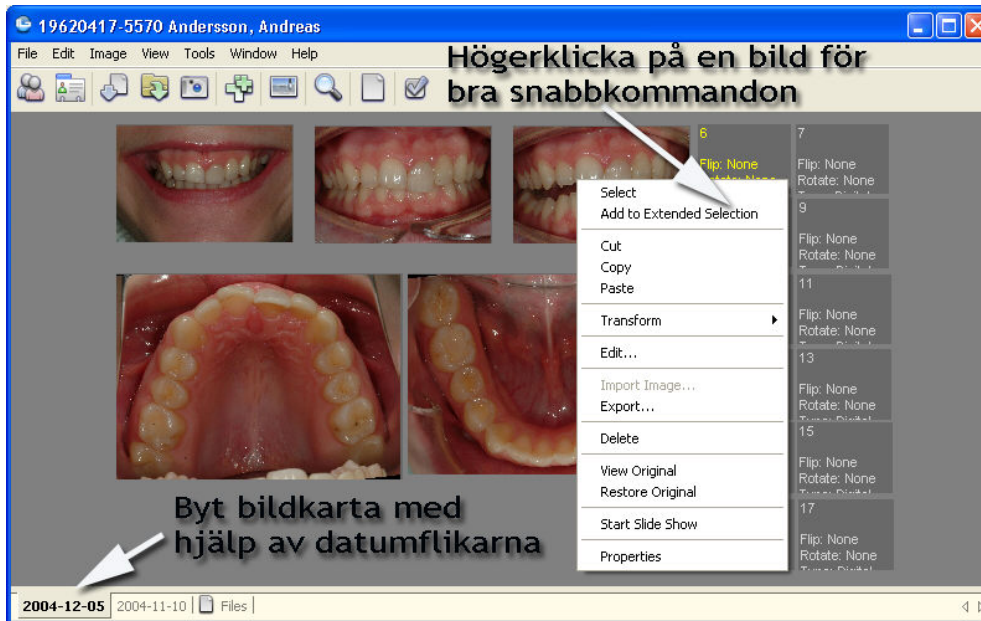 19620417-5570 Andersson, Andreas
File Edit Image View Tools Window Help
Högerklicka på en bild för
bra snabbkommandon
6
Flip: None
7
Flip: None
Rotate: None
9
Flip: None
Rotate: None
11
Flip: None
Rotate: None
13
Flip: None
Rotate: None
Type: Digital
15
Flip: None
Rotate: None
17
Flip: None
Rotate: None
Select
Add to Extended Selection
Cut
Copy
Paste
Transform
Edit...
Import Image...
Export...
Delete
View Original
Restore Original
Start Slide Show
Properties
Byt bildkarta med
hjälp av datumflikarna
2004-12-05 2004-11-10 Files